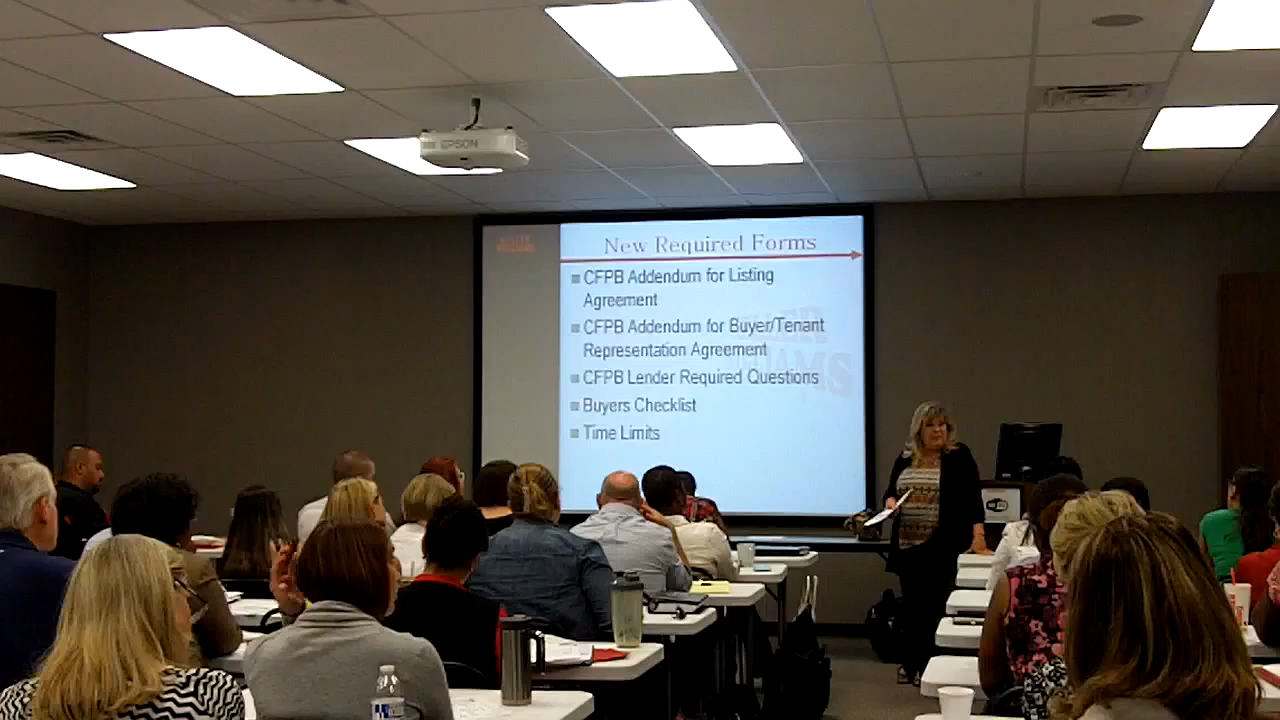 EPSON
New Required Forms
CFPB Addendum for Listing
Agreement
CFPB Addendum for Buyer/Tenant
Representation Agreement
CFPB Lender Required Questions
Buyers Checklist
Time Limits